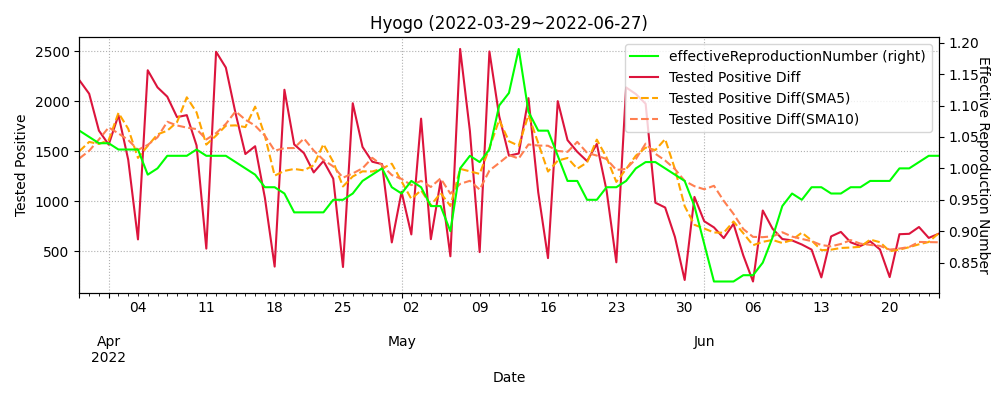 Hyogo (2022-03-29~2022-06-27)
effectiveReproductionNumber (right)
Tested Positive Diff
Tested Positive Diff(SMA5)
Tested Positive Diff(SMA10)
Tested Positive
2500
2000
1500
1000
500
Effective Reproduction Number
1.20
1.15
1.10
1.05
1.00
0.95
0.90
0.85
04 11 18 25 02 09 16 23 30 06 13 20
Apr May Jun
2022
Date